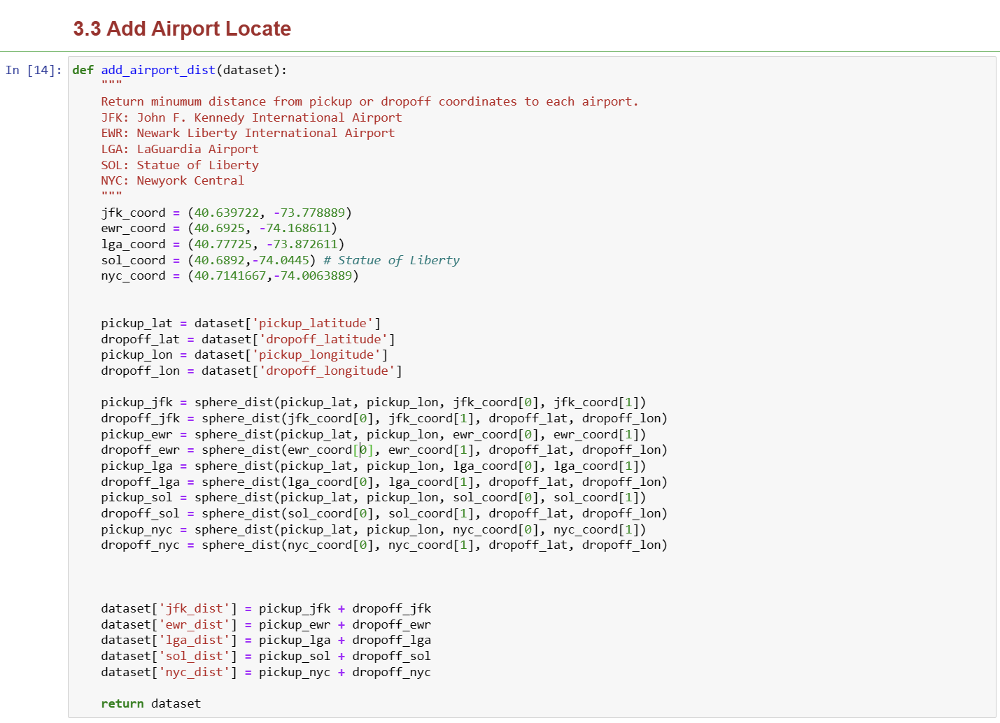 3.3 Add Airport Locate
In [14]: def add_airport_dist(dataset):
    """
    Return minumum distance from pickup or dropoff coordinates to each airport.
    JFK: John F. Kennedy International Airport
    EWR: Newark Liberty International Airport
    LGA: LaGuardia Airport
    SOL: Statue of Liberty
    NYC: Newyork Central
    """
    jfk_coord = (40.639722, -73.778889)
    ewr_coord = (40.6925, -74.168611)
    lga_coord = (40.77725, -73.872611)
    sol_coord = (40.6892,-74.0445) # Statue of Liberty
    nyc_coord = (40.7141667,-74.0063889)
    pickup_lat = dataset['pickup_latitude']
    dropoff_lat = dataset['dropoff_latitude']
    pickup_lon = dataset['pickup_longitude']
    dropoff_lon = dataset['dropoff_longitude']
    pickup_jfk = sphere_dist(pickup_lat, pickup_lon, jfk_coord[0], jfk_coord[1])
    dropoff_jfk = sphere_dist(jfk_coord[0], jfk_coord[1], dropoff_lat, dropoff_lon)
    pickup_ewr = sphere_dist(pickup_lat, pickup_lon, ewr_coord[0], ewr_coord[1])
    dropoff_ewr = sphere_dist(ewr_coord[0], ewr_coord[1], dropoff_lat, dropoff_lon)
    pickup_lga = sphere_dist(pickup_lat, pickup_lon, lga_coord[0], lga_coord[1])
    dropoff_lga = sphere_dist(lga_coord[0], lga_coord[1], dropoff_lat, dropoff_lon)
    pickup_sol = sphere_dist(pickup_lat, pickup_lon, sol_coord[0], sol_coord[1])
    dropoff_sol = sphere_dist(sol_coord[0], sol_coord[1], dropoff_lat, dropoff_lon)
    pickup_nyc = sphere_dist(pickup_lat, pickup_lon, nyc_coord[0], nyc_coord[1])
    dropoff_nyc = sphere_dist(nyc_coord[0], nyc_coord[1], dropoff_lat, dropoff_lon)
    dataset['jfk_dist'] = pickup_jfk + dropoff_jfk
    dataset['ewr_dist'] = pickup_ewr + dropoff_ewr
    dataset['lga_dist'] = pickup_lga + dropoff_lga
    dataset['sol_dist'] = pickup_sol + dropoff_sol
    dataset['nyc_dist'] = pickup_nyc + dropoff_nyc
    return dataset